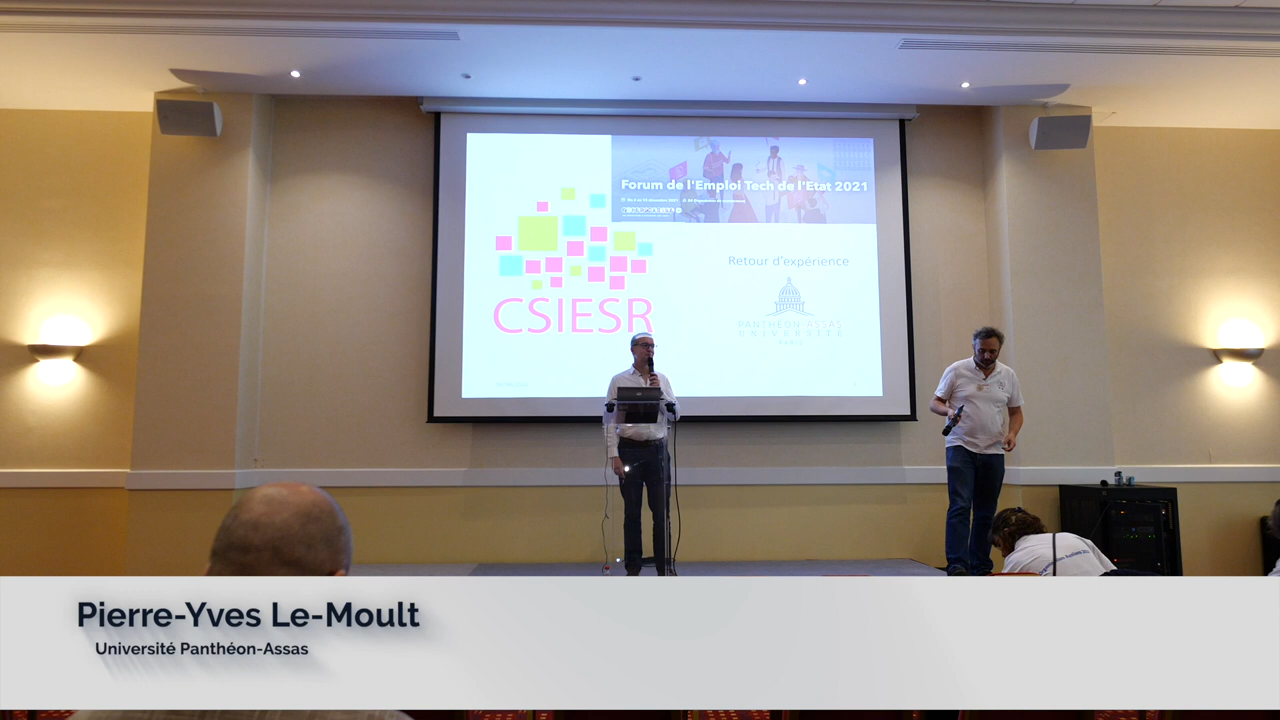 Forum de l'Emploi Tech de l'Etat 2021
Retour d'expérience
CSIESR
PANTHÉON-ASSAS
UNIVERSITÉ
PARIS
Pierre-Yves Le-Moult
Université Panthéon-Assas